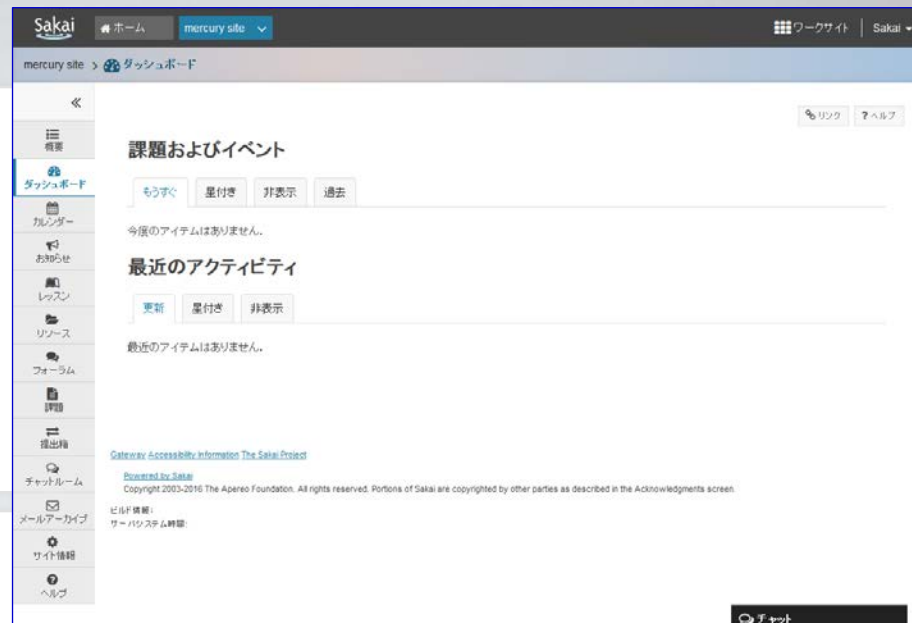 Sakai ホーム mercury site ワークサイト Sakai
mercury site > ダッシュボード
«
リンク ? ヘルプ
概要
ダッシュボード
カレンダー
お知らせ
レッスン
リソース
フォーラム
課題
提出箱
チャットルーム
メールアーカイブ
サイト情報
ヘルプ
課題およびイベント
もうすぐ 星付き 非表示 過去
今度のアイテムはありません.
最近のアクティビティ
更新 星付き 非表示
最近のアイテムはありません.
Gateway Accessibility Information The Sakai Project
Powered by Sakai
Copyright 2003-2016 The Apereo Foundation. All rights reserved. Portions of Sakai are copyrighted by other parties as described in the Acknowledgments screen.
ビルド情報:
サーバシステム時間:
チャット